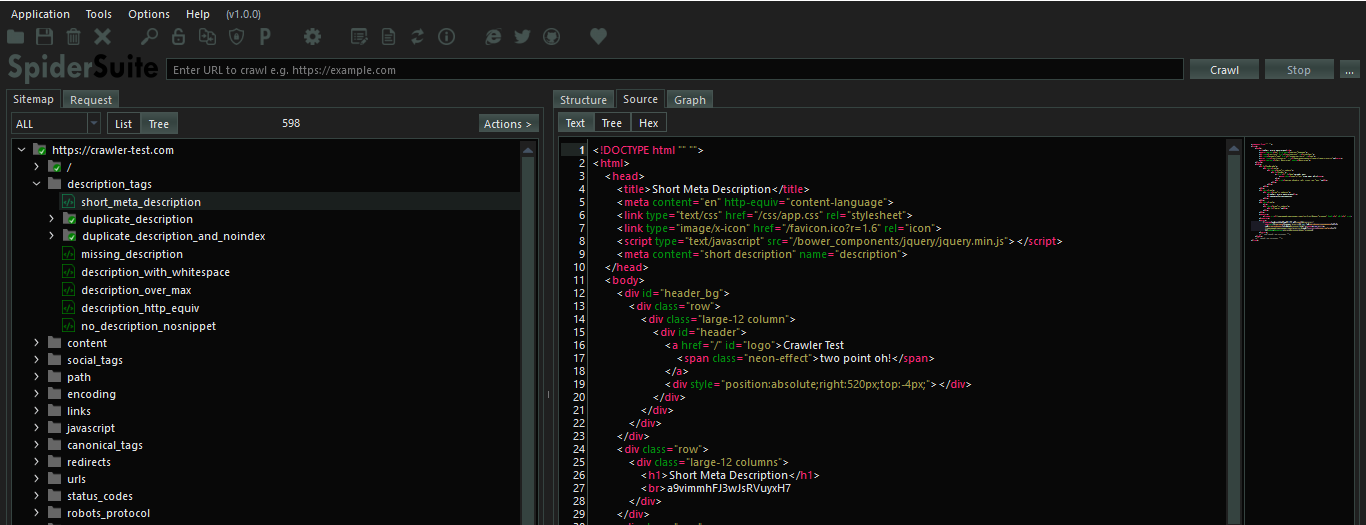 Application Tools Options Help (v1.0.0)
P
SpiderSuite Enter URL to crawl e.g. https://example.com Crawl Stop ...
Sitemap Request
ALL List Tree 598 Actions >
https://crawler-test.com
/
description_tags
short_meta_description
duplicate_description
duplicate_description_and_noindex
missing_description
description_with_whitespace
description_over_max
description_http_equiv
no_description_nosnippet
content
social_tags
path
encoding
links
javascript
canonical_tags
redirects
urls
status_codes
robots_protocol
Structure Source Graph
Text Tree Hex
1 <!DOCTYPE html "" "">
2 <html>
3 <head>
4 <title>Short Meta Description</title>
5 <meta content="en" http-equiv="content-language">
6 <link type="text/css" href="/css/app.css" rel="stylesheet">
7 <link type="image/x-icon" href="/favicon.ico?r=1.6" rel="icon">
8 <script type="text/javascript" src="/bower_components/jquery/jquery.min.js"></script>
9 <meta content="short description" name="description">
10 </head>
11 <body>
12 <div id="header_bg">
13 <div class="row">
14 <div class="large-12 column">
15 <div id="header">
16 <a href="/" id="logo">Crawler Test
17 <span class="neon-effect">two point oh!</span>
18 </a>
19 <div style="position:absolute;right:520px;top:-4px;"></div>
20 </div>
21 </div>
22 </div>
23 </div>
24 <div class="row">
25 <div class="large-12 columns">
26 <h1>Short Meta Description</h1>
27 <br>a9vimmhFJ3wJsRVuyxH7
28 </div>
29 </div>